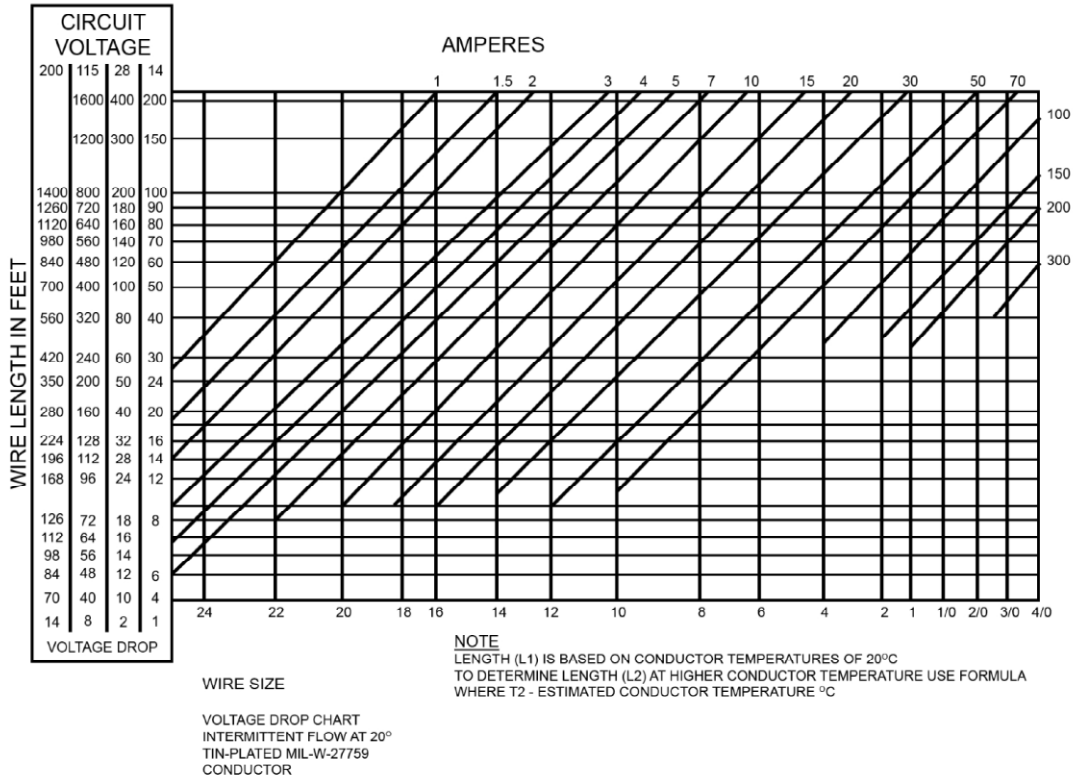 CIRCUIT
VOLTAGE
AMPERES
200 115 28 14
1 1.5 2 3 4 5 7 10 15 20 30 50 70
1600 400 200
100
1200 300 150
150
1400 800 200 100
1260 720 180 90
200
1120 640 160 80
980 560 140 70
840 480 120 60
300
700 400 100 50
560 320 80 40
420 240 60 30
350 200 50 24
280 160 40 20
224 128 32 16
196 112 28 14
168 96 24 12
126 72 18 8
112 64 16
98 56 14
84 48 12 6
70 40 10 4
14 8 2 1
VOLTAGE DROP
WIRE LENGTH IN FEET
24 22 20 18 16 14 12 10 8 6 4 2 1 1/0 2/0 3/0 4/0
WIRE SIZE
NOTE
LENGTH (L1) IS BASED ON CONDUCTOR TEMPERATURES OF 20⁰C
TO DETERMINE LENGTH (L2) AT HIGHER CONDUCTOR TEMPERATURE USE FORMULA
WHERE T2 - ESTIMATED CONDUCTOR TEMPERATURE ⁰C
VOLTAGE DROP CHART
INTERMITTENT FLOW AT 20⁰
TIN-PLATED MIL-W-27759
CONDUCTOR